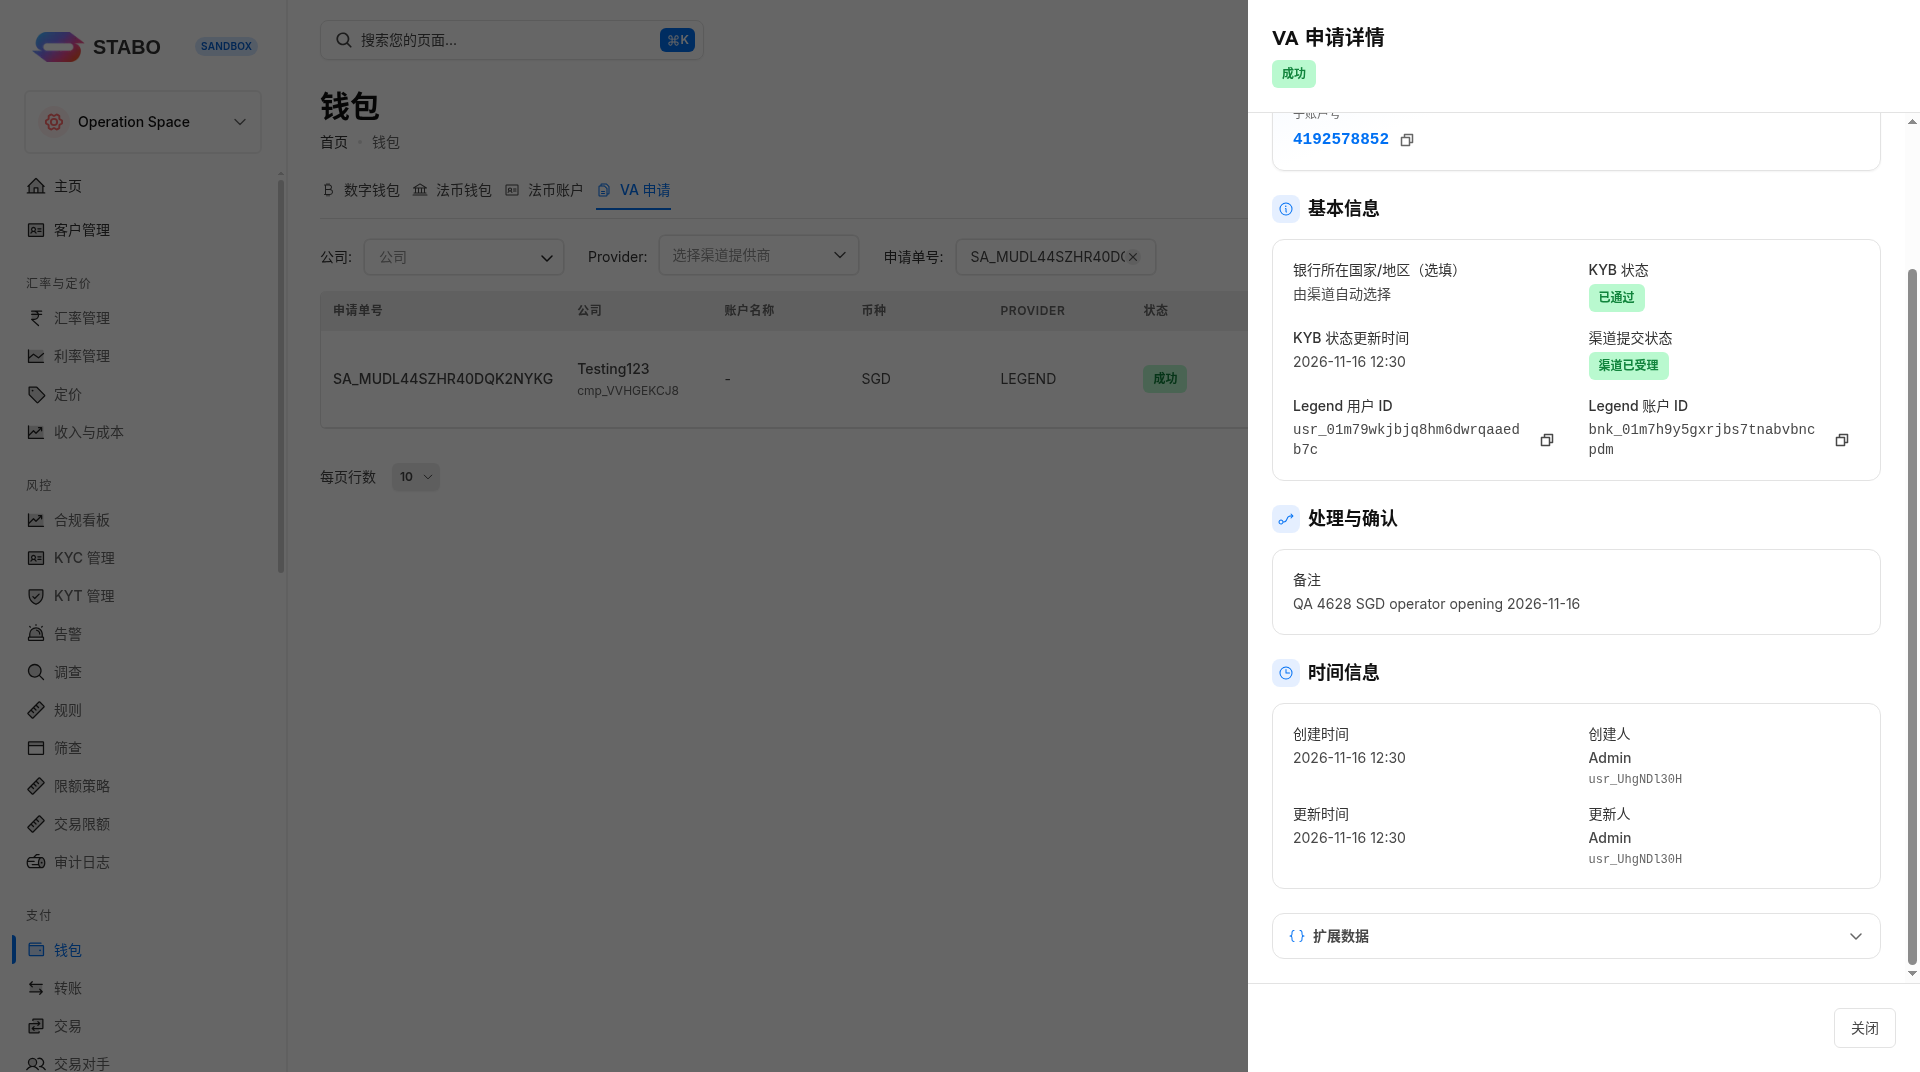 STABO
SANDBOX
Operation Space
主页
客户管理
汇率与定价
汇率管理
利率管理
定价
收入与成本
风控
合规看板
KYC 管理
KYT 管理
告警
调查
规则
筛查
限额策略
交易限额
审计日志
支付
钱包
转账
交易
交易对手
搜索您的页面...
⌘K
钱包
首页 • 钱包
数字钱包 法币钱包 法币账户 VA 申请
公司: 公司 Provider: 选择渠道提供商 申请单号: SA_MUDL44SZHR40D
申请单号 公司 账户名称 币种 PROVIDER 状态
SA_MUDL44SZHR40DQK2NYKG Testing123 - SGD LEGEND 成功
cmp_VVHGEKCJ8
每页行数 10
VA 申请详情
成功
子账户号
4192578852
基本信息
银行所在国家/地区（选填） KYB 状态
由渠道自动选择 已通过
KYB 状态更新时间 渠道提交状态
2026-11-16 12:30 渠道已受理
Legend 用户 ID Legend 账户 ID
usr_01m79wkjbjq8hm6dwrqaaed bnk_01m7h9y5gxrjbs7tnabvbnc
b7c pdm
处理与确认
备注
QA 4628 SGD operator opening 2026-11-16
时间信息
创建时间 创建人
2026-11-16 12:30 Admin
usr_UhgNDl30H
更新时间 更新人
2026-11-16 12:30 Admin
usr_UhgNDl30H
{ } 扩展数据
关闭